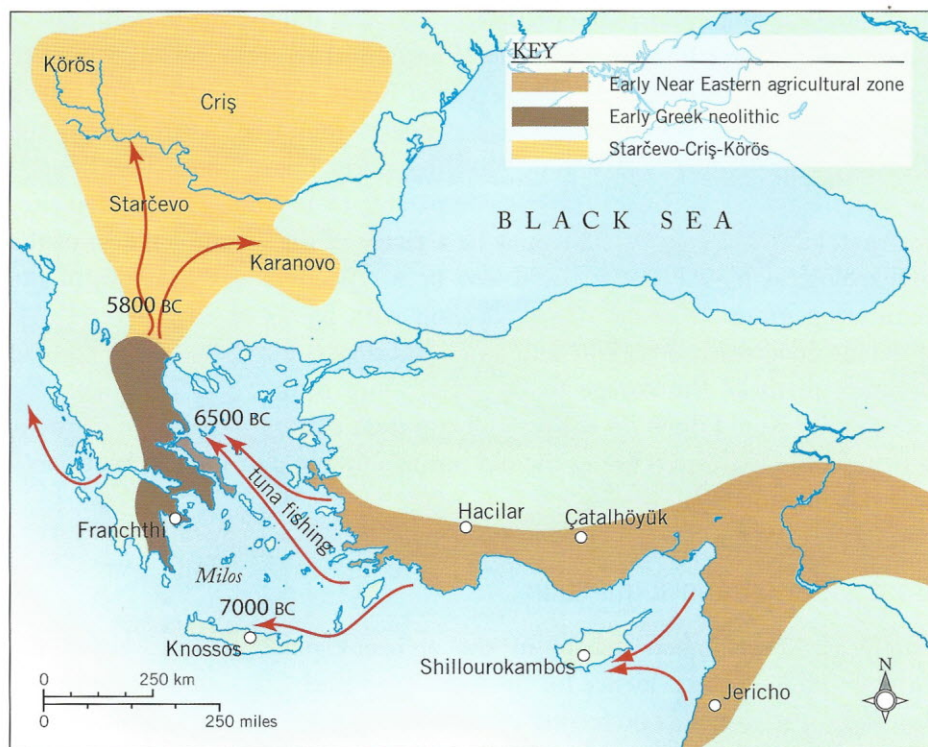 KEY
Early Near Eastern agricultural zone
Early Greek neolithic
Starčevo-Criş-Körös
Körös
Criş
Starčevo
Karanovo
BLACK SEA
5800 BC
6500 BC
tuna fishing
Hacilar
Çatalhöyük
Franchthi
Milos
7000 BC
Knossos
Shillourokambos
Jericho
N
0 250 km
0 250 miles